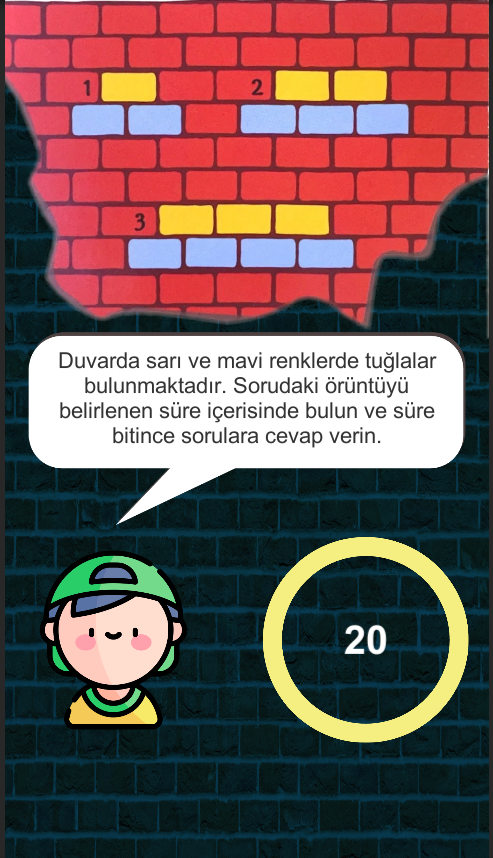 1
2
3
Duvarda sarı ve mavi renklerde tuğlalar
bulunmaktadır. Sorudaki örüntüyü
belirlenen süre içerisinde bulun ve süre
bitince sorulara cevap verin.
20